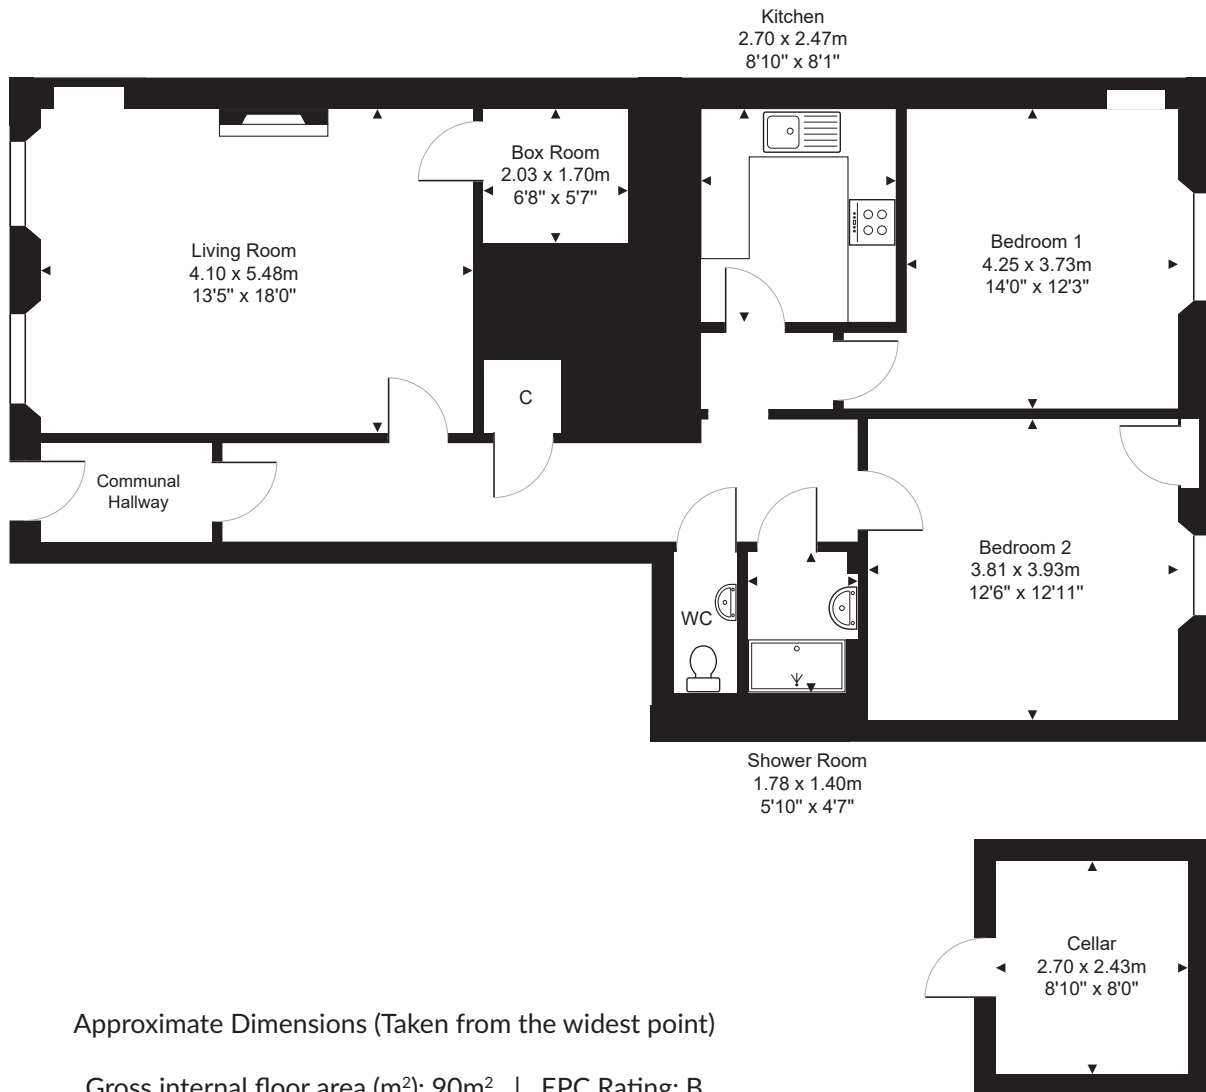 Kitchen
2.70 x 2.47m
8'10" x 8'1"
Box Room
2.03 x 1.70m
6'8" x 5'7"
Living Room
4.10 x 5.48m
13'5" x 18'0"
Bedroom 1
4.25 x 3.73m
14'0" x 12'3"
C
Communal
Hallway
Bedroom 2
3.81 x 3.93m
12'6" x 12'11"
WC
Shower Room
1.78 x 1.40m
5'10" x 4'7"
Cellar
2.70 x 2.43m
8'10" x 8'0"
Approximate Dimensions (Taken from the widest point)
Gross internal floor area (m²): 90m² | EPC Rating: B